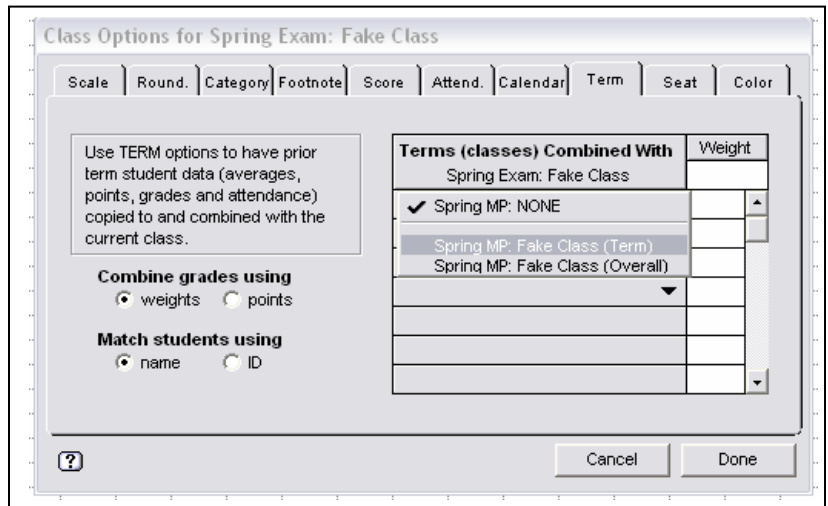 Class Options for Spring Exam: Fake Class
Scale Round. Category Footnote Score Attend. Calendar Term Seat Color
Use TERM options to have prior
term student data (averages,
points, grades and attendance)
copied to and combined with the
current class.
Combine grades using
weights points
Match students using
name ID
Terms (classes) Combined With Weight
Spring Exam: Fake Class
Spring MP: NONE
Spring MP: Fake Class (Term)
Spring MP: Fake Class (Overall)
?
Cancel Done